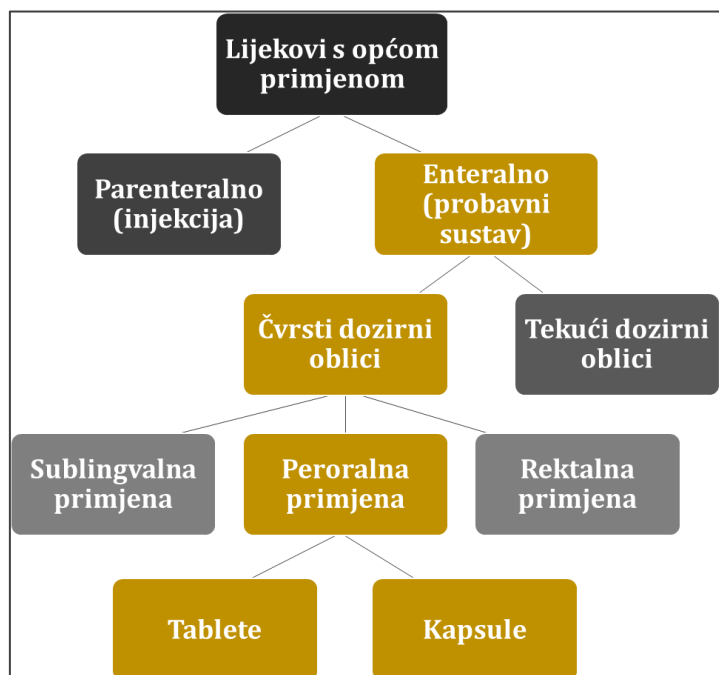 Lijekovi s općom
primjenom
Parenteralno
(injekcija)
Enteralno
(probavni
sustav)
Čvrsti dozirni
oblici
Tekući dozirni
oblici
Sublingvalna
primjena
Peroralna
primjena
Rektalna
primjena
Tablete
Kapsule